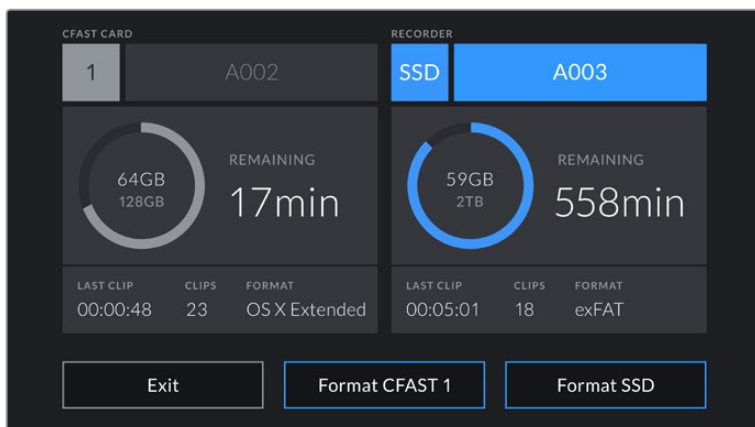 CFAST CARD
1 A002
64GB
128GB
REMAINING
17min
LAST CLIP CLIPS FORMAT
00:00:48 23 OS X Extended
RECORDER
SSD A003
59GB
2TB
REMAINING
558min
LAST CLIP CLIPS FORMAT
00:05:01 18 exFAT
Exit Format CFAST 1 Format SSD